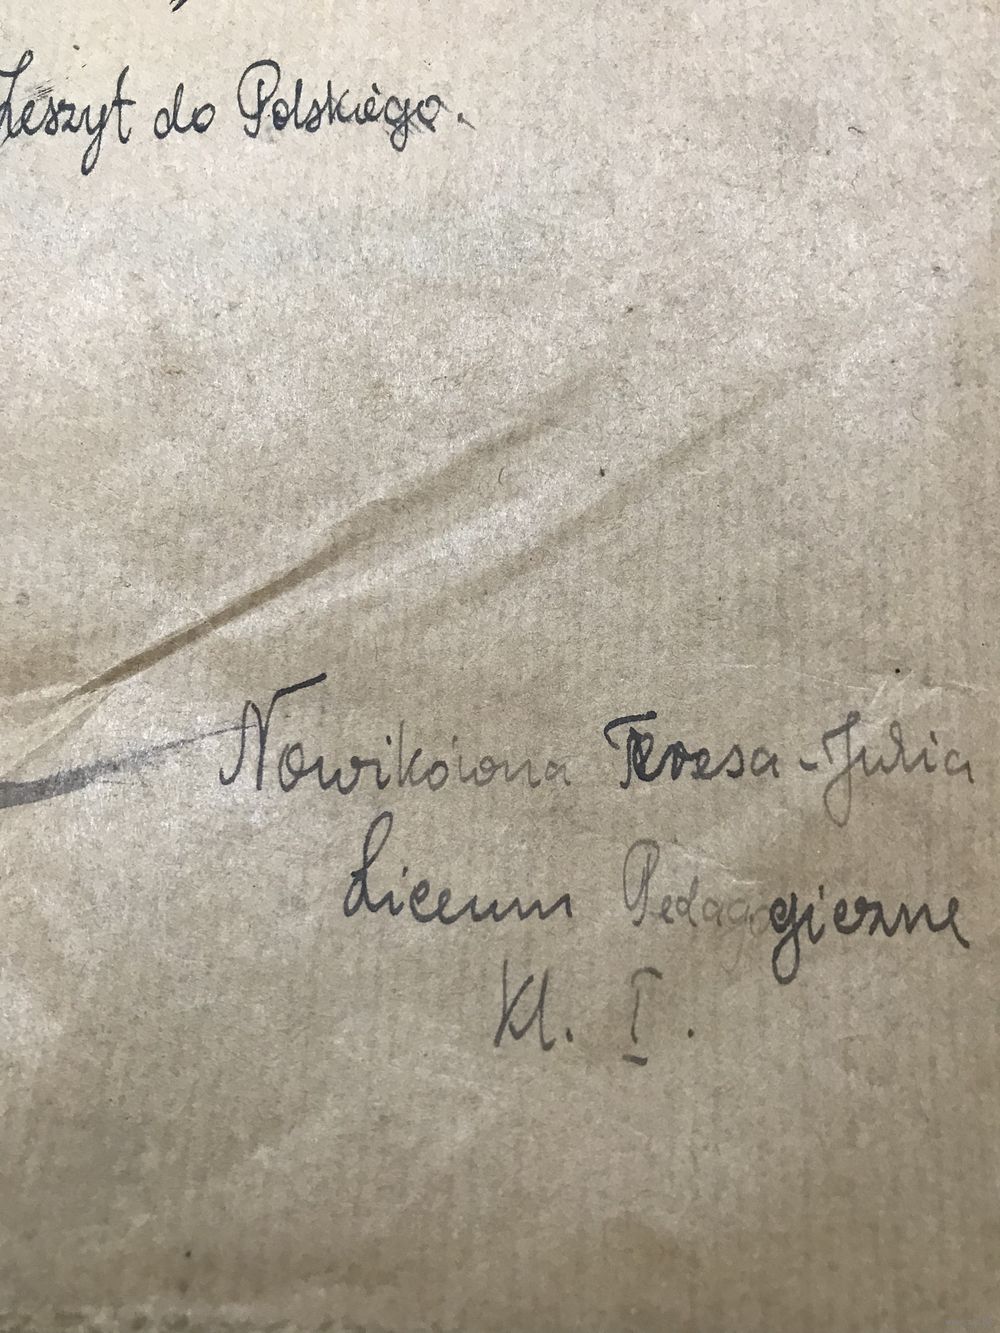 Zeszyt do Polskiego.
Nowikówna Teresa-Julia
Liceum Pedagogiczne
Kl. I.